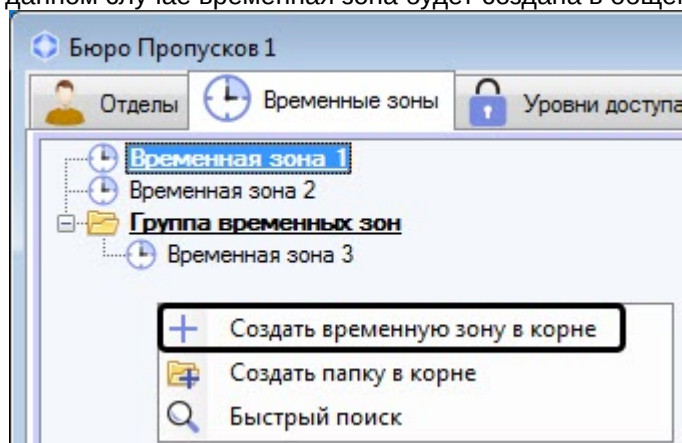 данном случае временная зона будет создана в общем
Бюро Пропусков 1
Отделы Временные зоны Уровни доступа
Временная зона 1
Временная зона 2
Группа временных зон
Временная зона 3
Создать временную зону в корне
Создать папку в корне
Быстрый поиск